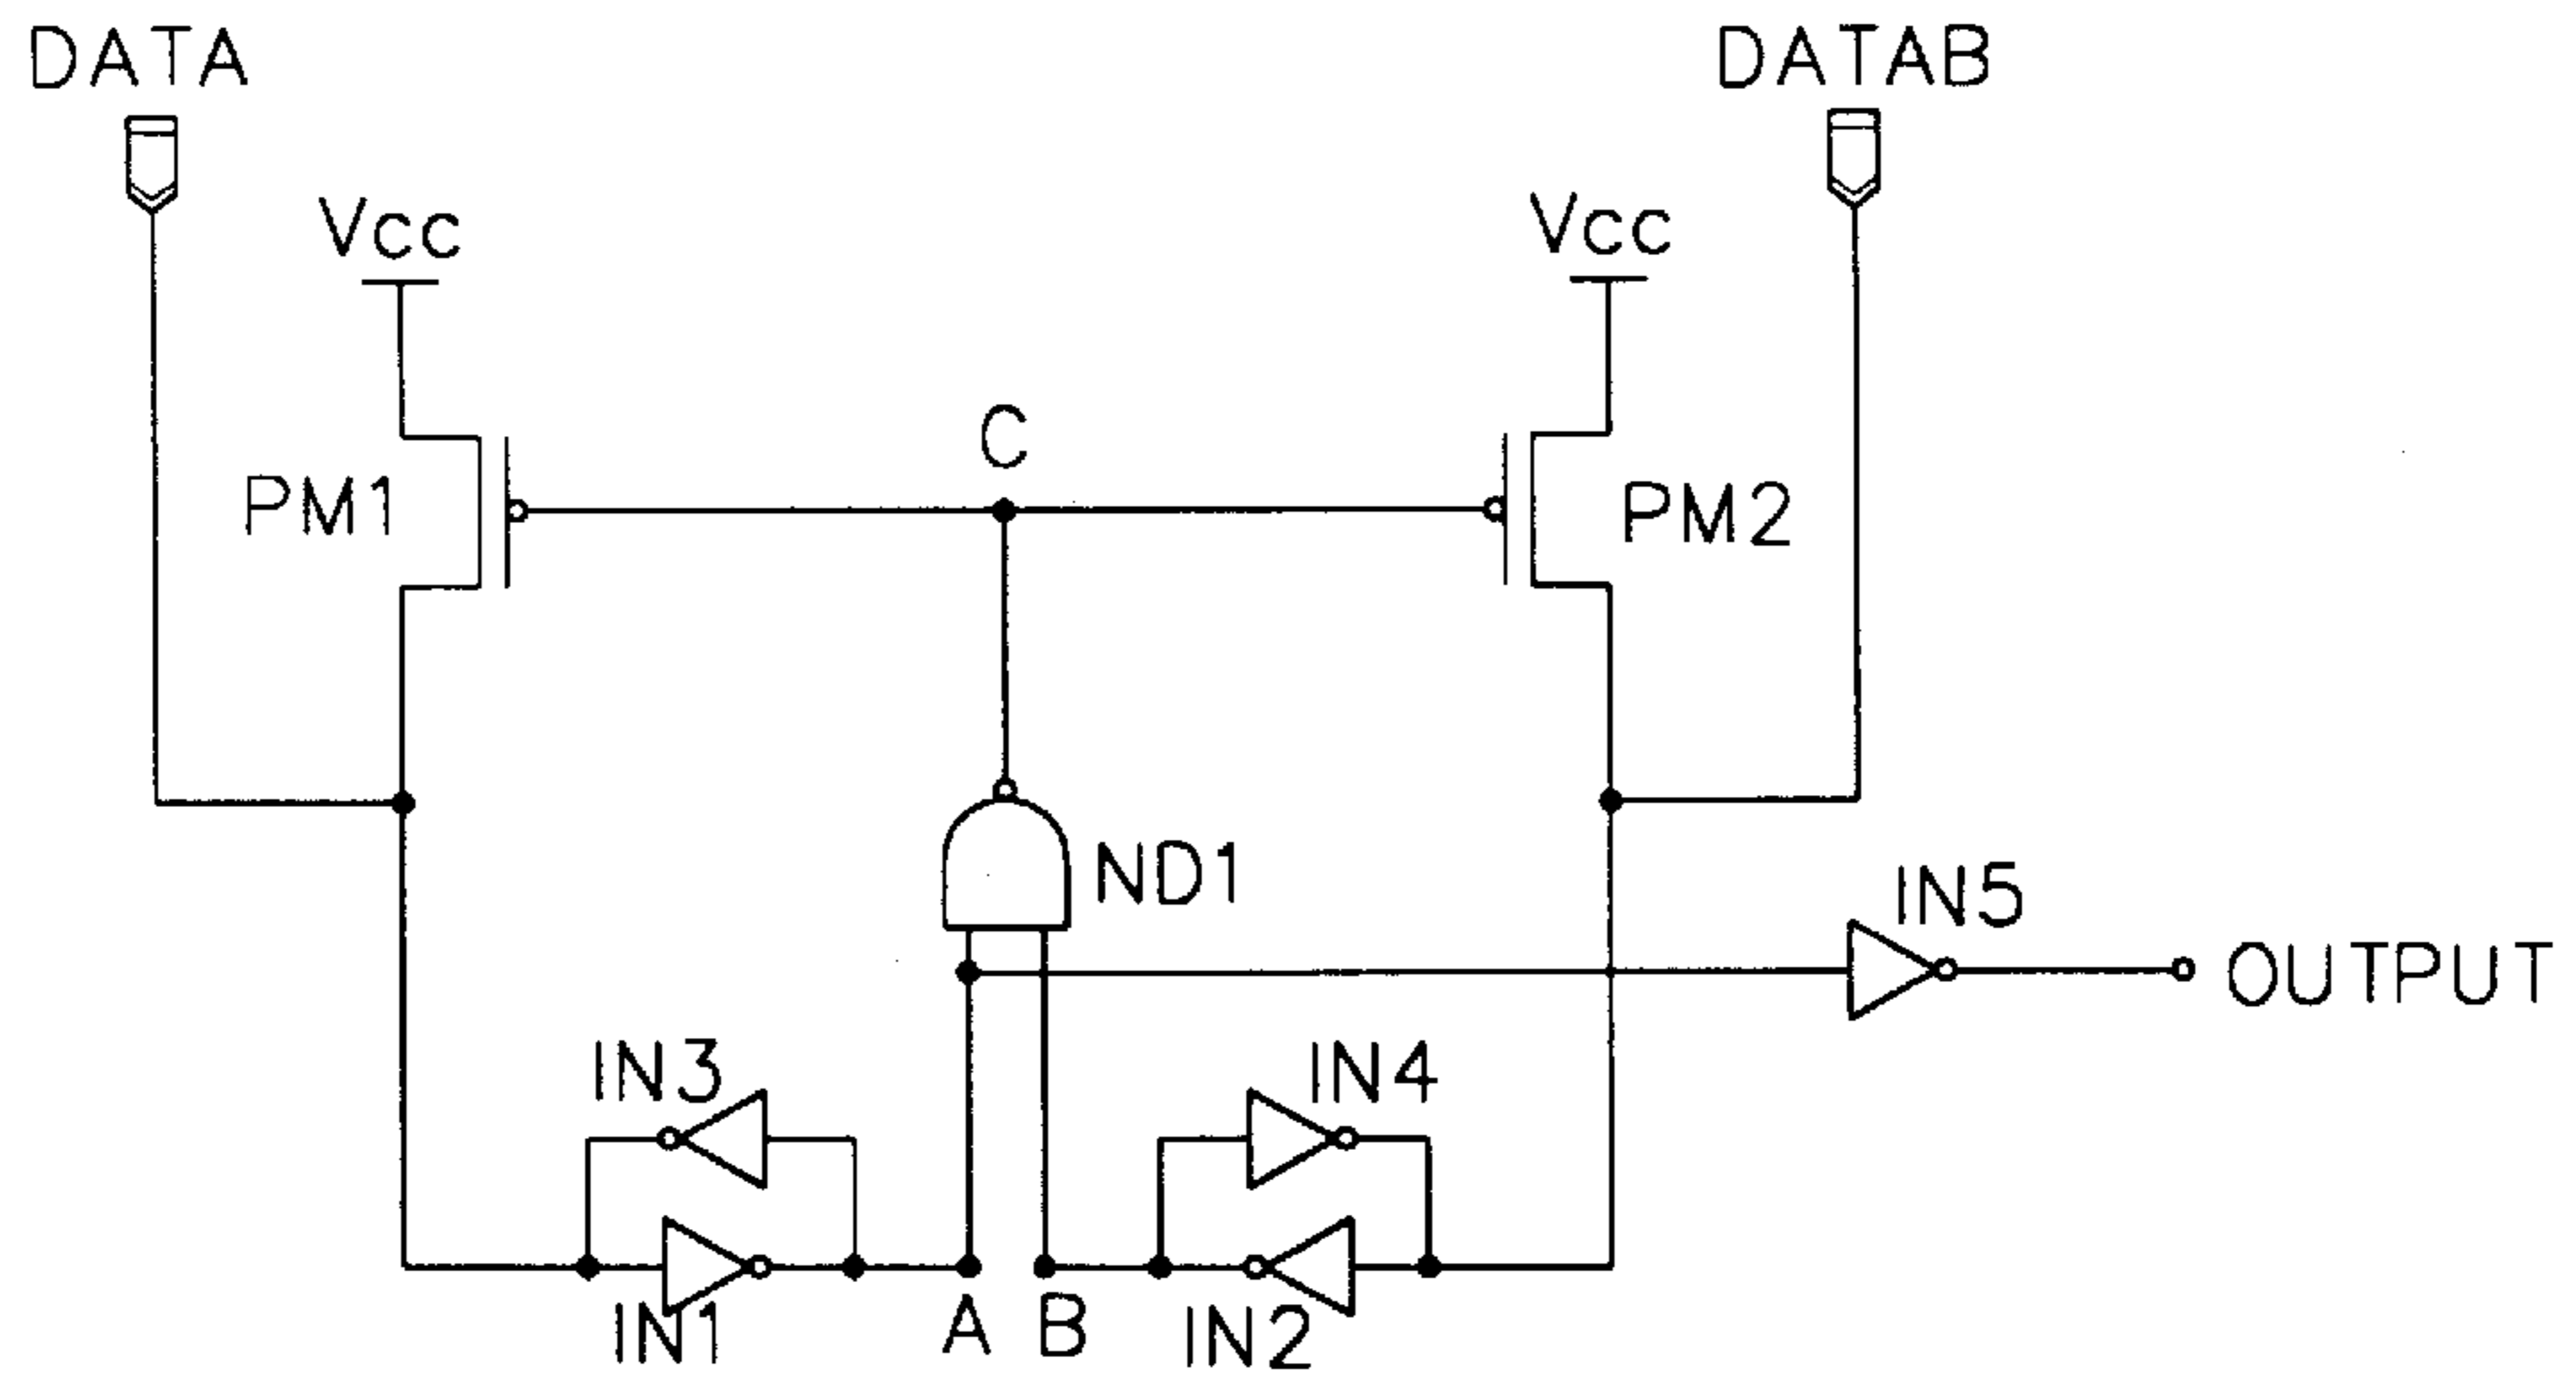 DATA
DATAB
Vcc
Vcc
C
PM1
PM2
ND1
IN5
OUTPUT
IN3
IN4
IN1
A
B
IN2